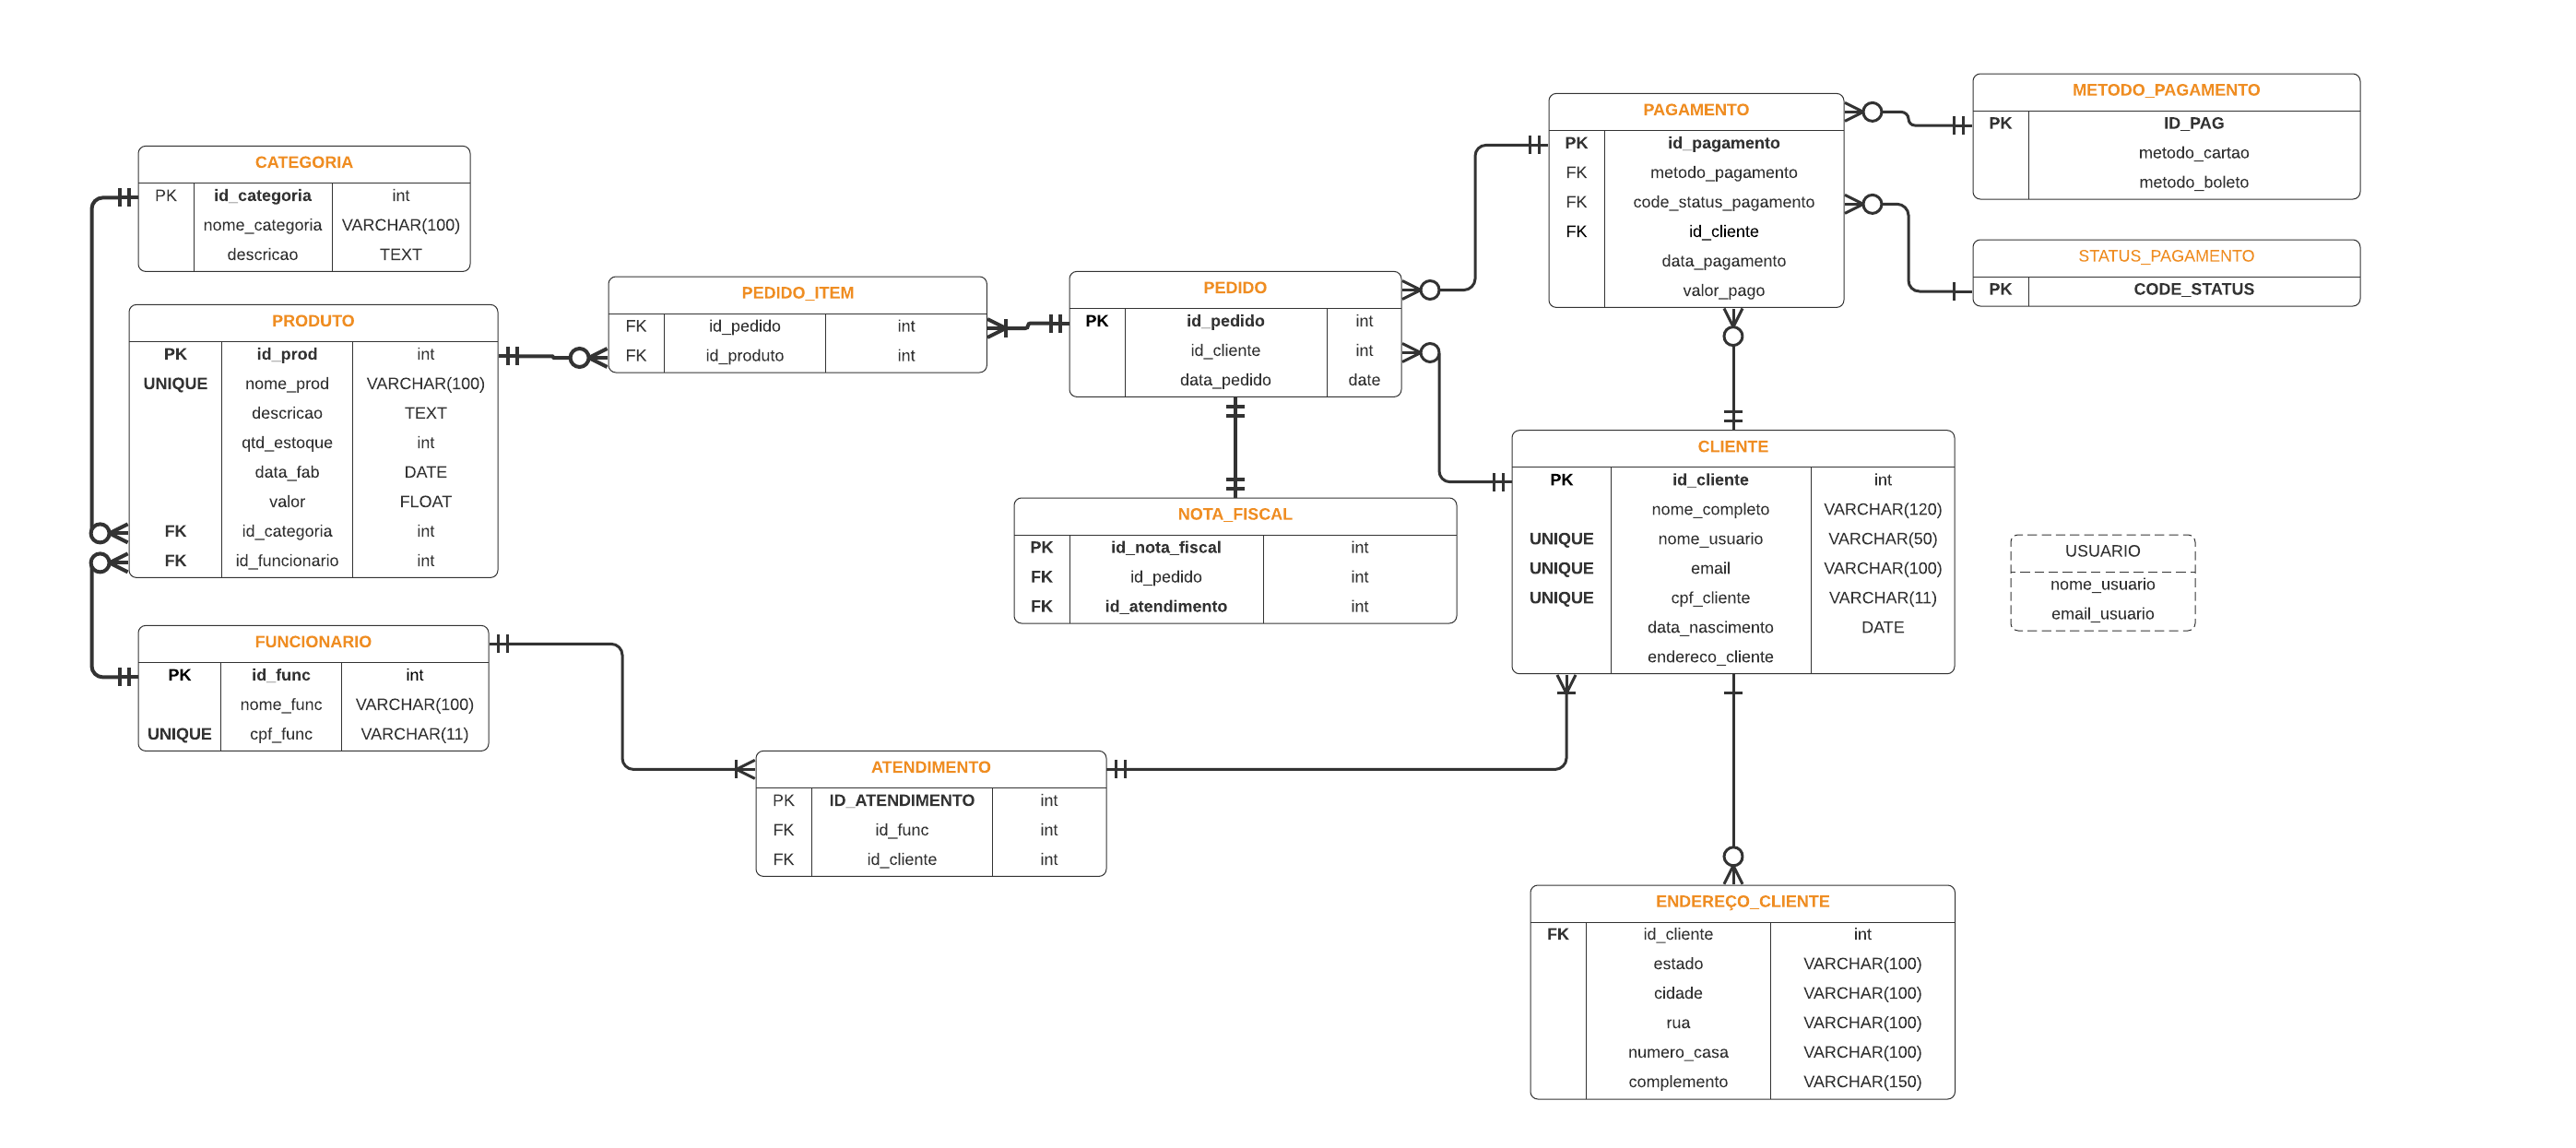 CATEGORIA
PK id_categoria int
nome_categoria VARCHAR(100)
descricao TEXT
PRODUTO
PK id_prod int
UNIQUE nome_prod VARCHAR(100)
descricao TEXT
qtd_estoque int
data_fab DATE
valor FLOAT
FK id_categoria int
FK id_funcionario int
FUNCIONARIO
PK id_func int
nome_func VARCHAR(100)
UNIQUE cpf_func VARCHAR(11)
PEDIDO_ITEM
FK id_pedido int
FK id_produto int
PEDIDO
PK id_pedido int
id_cliente int
data_pedido date
NOTA_FISCAL
PK id_nota_fiscal int
FK id_pedido int
FK id_atendimento int
ATENDIMENTO
PK ID_ATENDIMENTO int
FK id_func int
FK id_cliente int
PAGAMENTO
PK id_pagamento
FK metodo_pagamento
FK code_status_pagamento
FK id_cliente
data_pagamento
valor_pago
METODO_PAGAMENTO
PK ID_PAG
metodo_cartao
metodo_boleto
STATUS_PAGAMENTO
PK CODE_STATUS
CLIENTE
PK id_cliente int
nome_completo VARCHAR(120)
UNIQUE nome_usuario VARCHAR(50)
UNIQUE email VARCHAR(100)
UNIQUE cpf_cliente VARCHAR(11)
data_nascimento DATE
endereco_cliente
USUARIO
nome_usuario
email_usuario
ENDEREÇO_CLIENTE
FK id_cliente int
estado VARCHAR(100)
cidade VARCHAR(100)
rua VARCHAR(100)
numero_casa VARCHAR(100)
complemento VARCHAR(150)